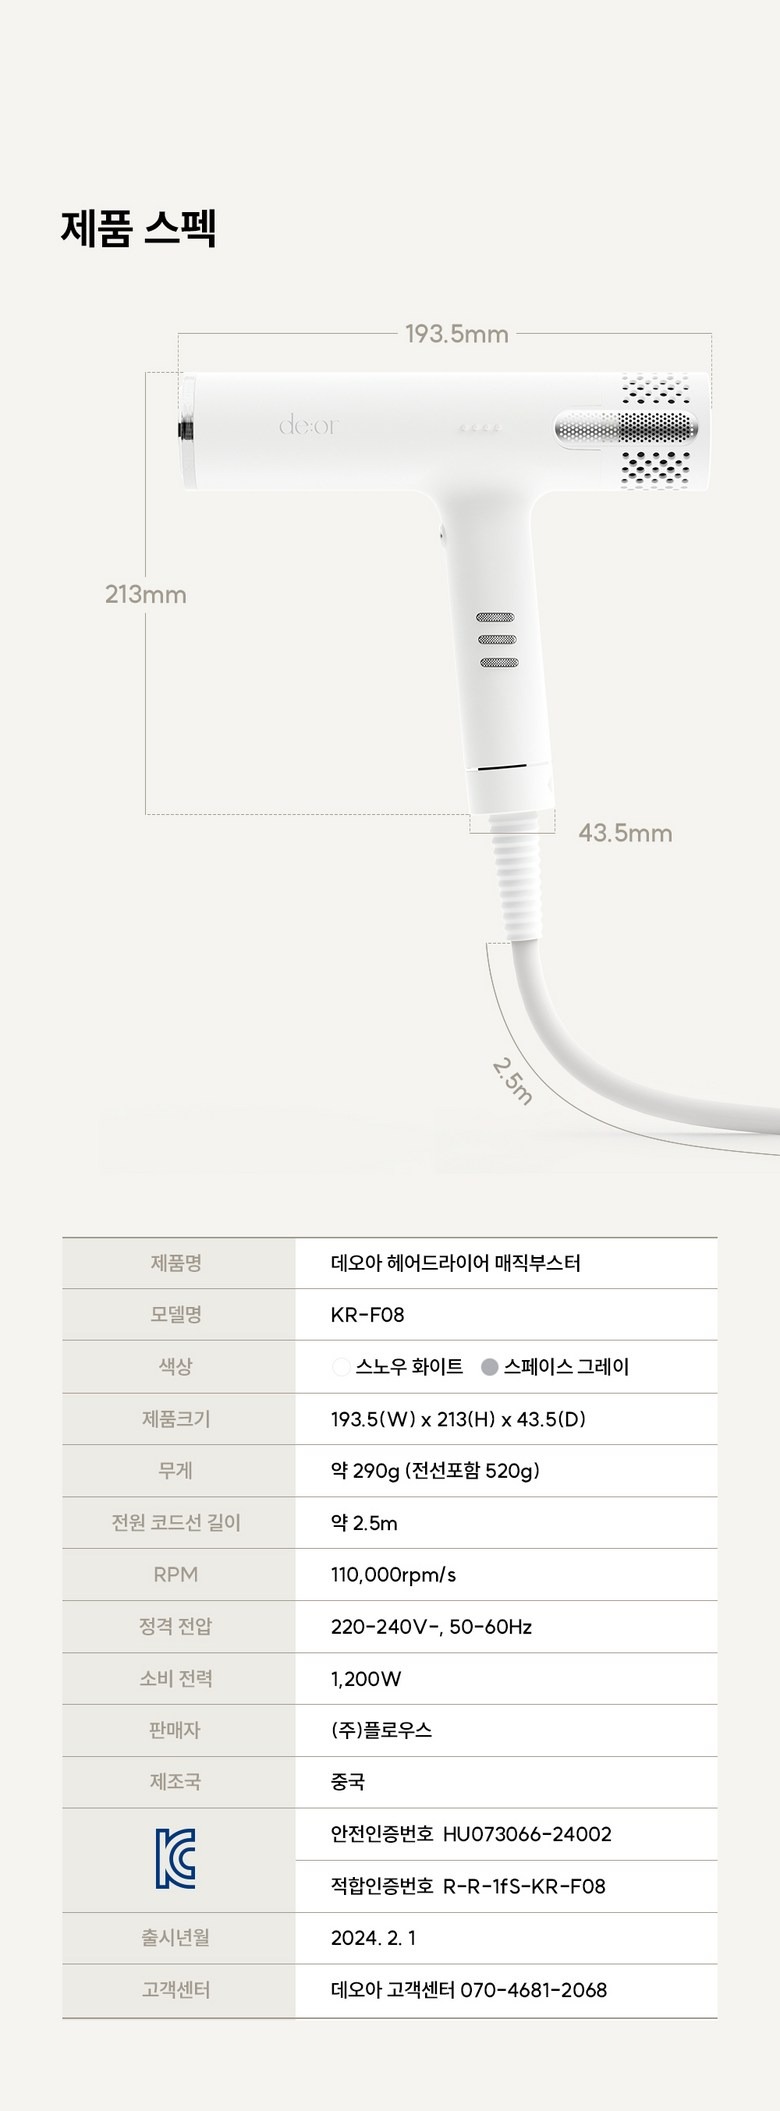 제품 스펙
193.5mm
de:or
213mm
43.5mm
2.5m
제품명 데오아 헤어드라이어 매직부스터
모델명 KR-F08
색상 스노우 화이트 스페이스 그레이
제품크기 193.5(W) x 213(H) x 43.5(D)
무게 약 290g (전선포함 520g)
전원 코드선 길이 약 2.5m
RPM 110,000rpm/s
정격 전압 220-240V-, 50-60Hz
소비 전력 1,200W
판매자 (주)플로우스
제조국 중국
안전인증번호 HU073066-24002
KC
적합인증번호 R-R-1fS-KR-F08
출시년월 2024. 2. 1
고객센터 데오아 고객센터 070-4681-2068